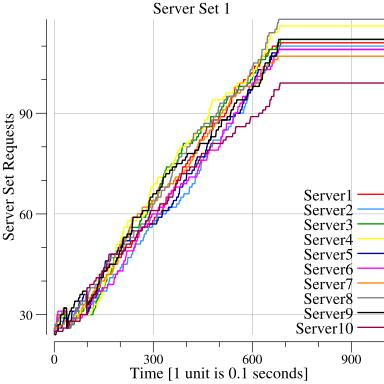 Server Set 1
Server Set Requests
90
60
30
Server1
Server2
Server3
Server4
Server5
Server6
Server7
Server8
Server9
Server10
0 300 600 900
Time [1 unit is 0.1 seconds]